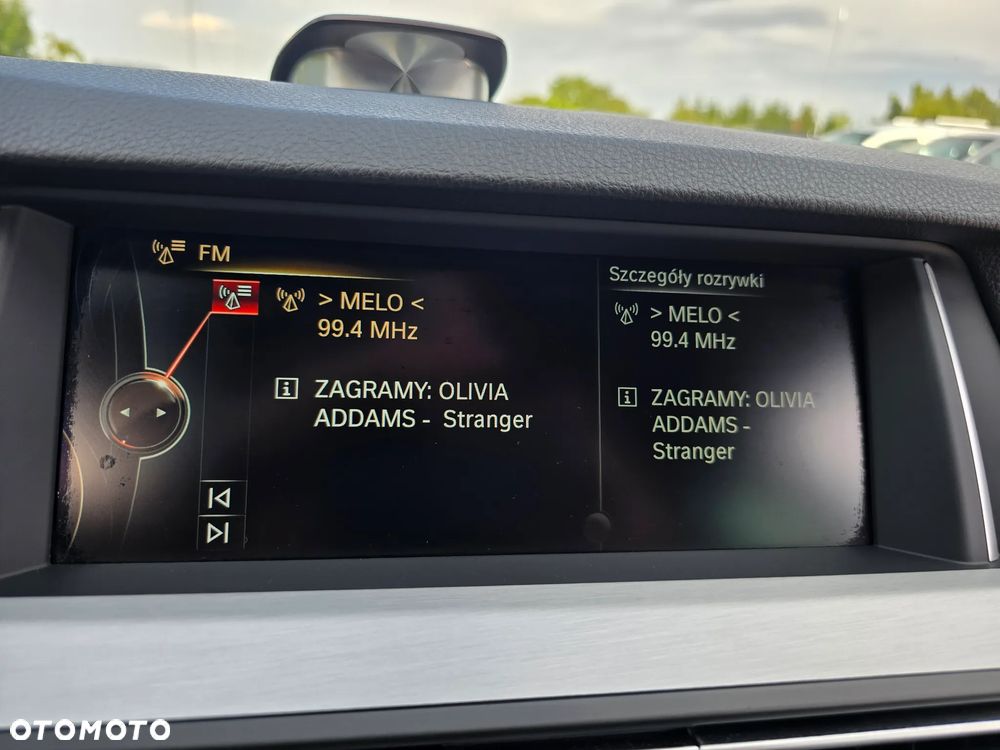 FM
> MELO <
99.4 MHz
ZAGRAMY: OLIVIA
ADDAMS - Stranger
Szczegóły rozrywki
> MELO <
99.4 MHz
ZAGRAMY: OLIVIA
ADDAMS -
Stranger
OTOMOTO